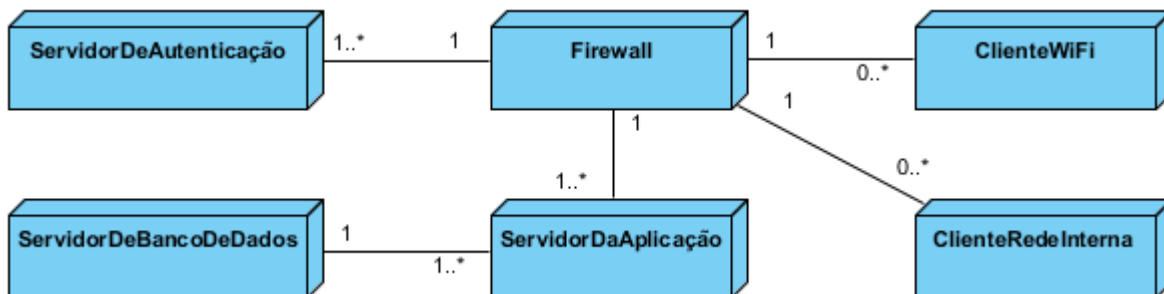 ServidorDeAutenticação
1..*
1
Firewall
1
0..*
ClienteWiFi
1
1
1..*
0..*
ServidorDeBancoDeDados
1
1..*
ServidorDaAplicação
ClienteRedeInterna